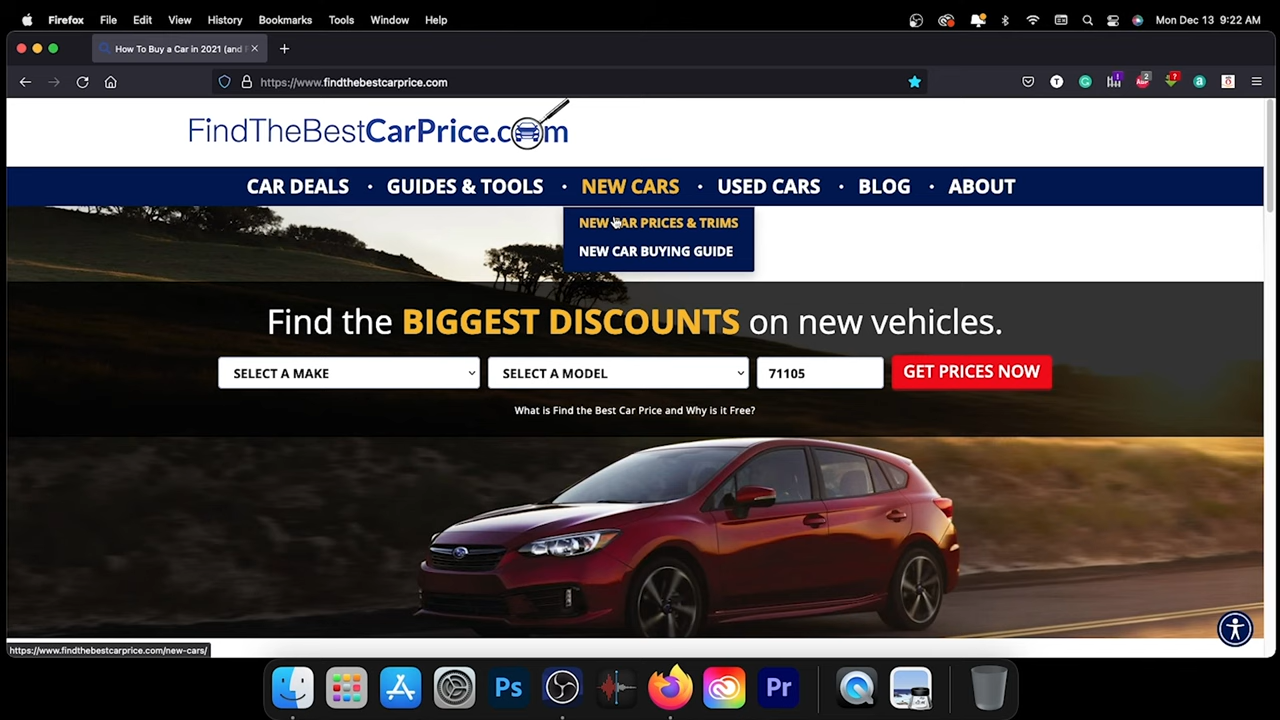 Firefox File Edit View History Bookmarks Tools Window Help Mon Dec 13 9:22 AM
How To Buy a Car in 2021 (and
https://www.findthebestcarprice.com
FindTheBestCarPrice.com
CAR DEALS • GUIDES & TOOLS • NEW CARS • USED CARS • BLOG • ABOUT
NEW CAR PRICES & TRIMS
NEW CAR BUYING GUIDE
Find the BIGGEST DISCOUNTS on new vehicles.
SELECT A MAKE SELECT A MODEL 71105 GET PRICES NOW
What is Find the Best Car Price and Why is it Free?
https://www.findthebestcarprice.com/new-cars/
Ps Pr